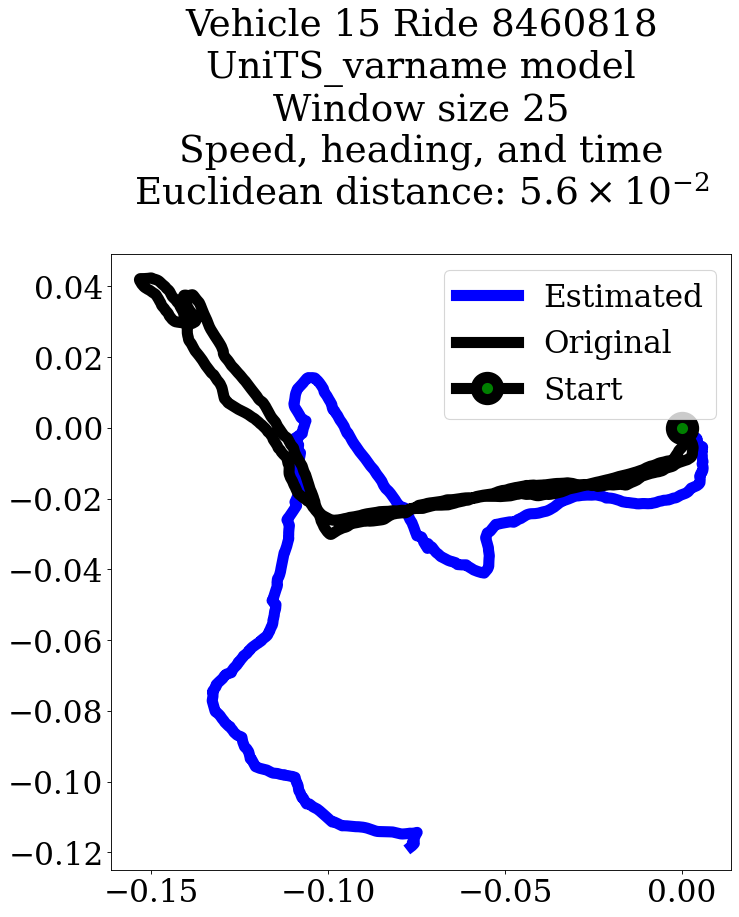 Vehicle 15 Ride 8460818
UniTS_varname model
Window size 25
Speed, heading, and time
Euclidean distance: 5.6 × 10⁻²
Estimated
Original
Start
0.04
0.02
0.00
−0.02
−0.04
−0.06
−0.08
−0.10
−0.12
−0.15 −0.10 −0.05 0.00